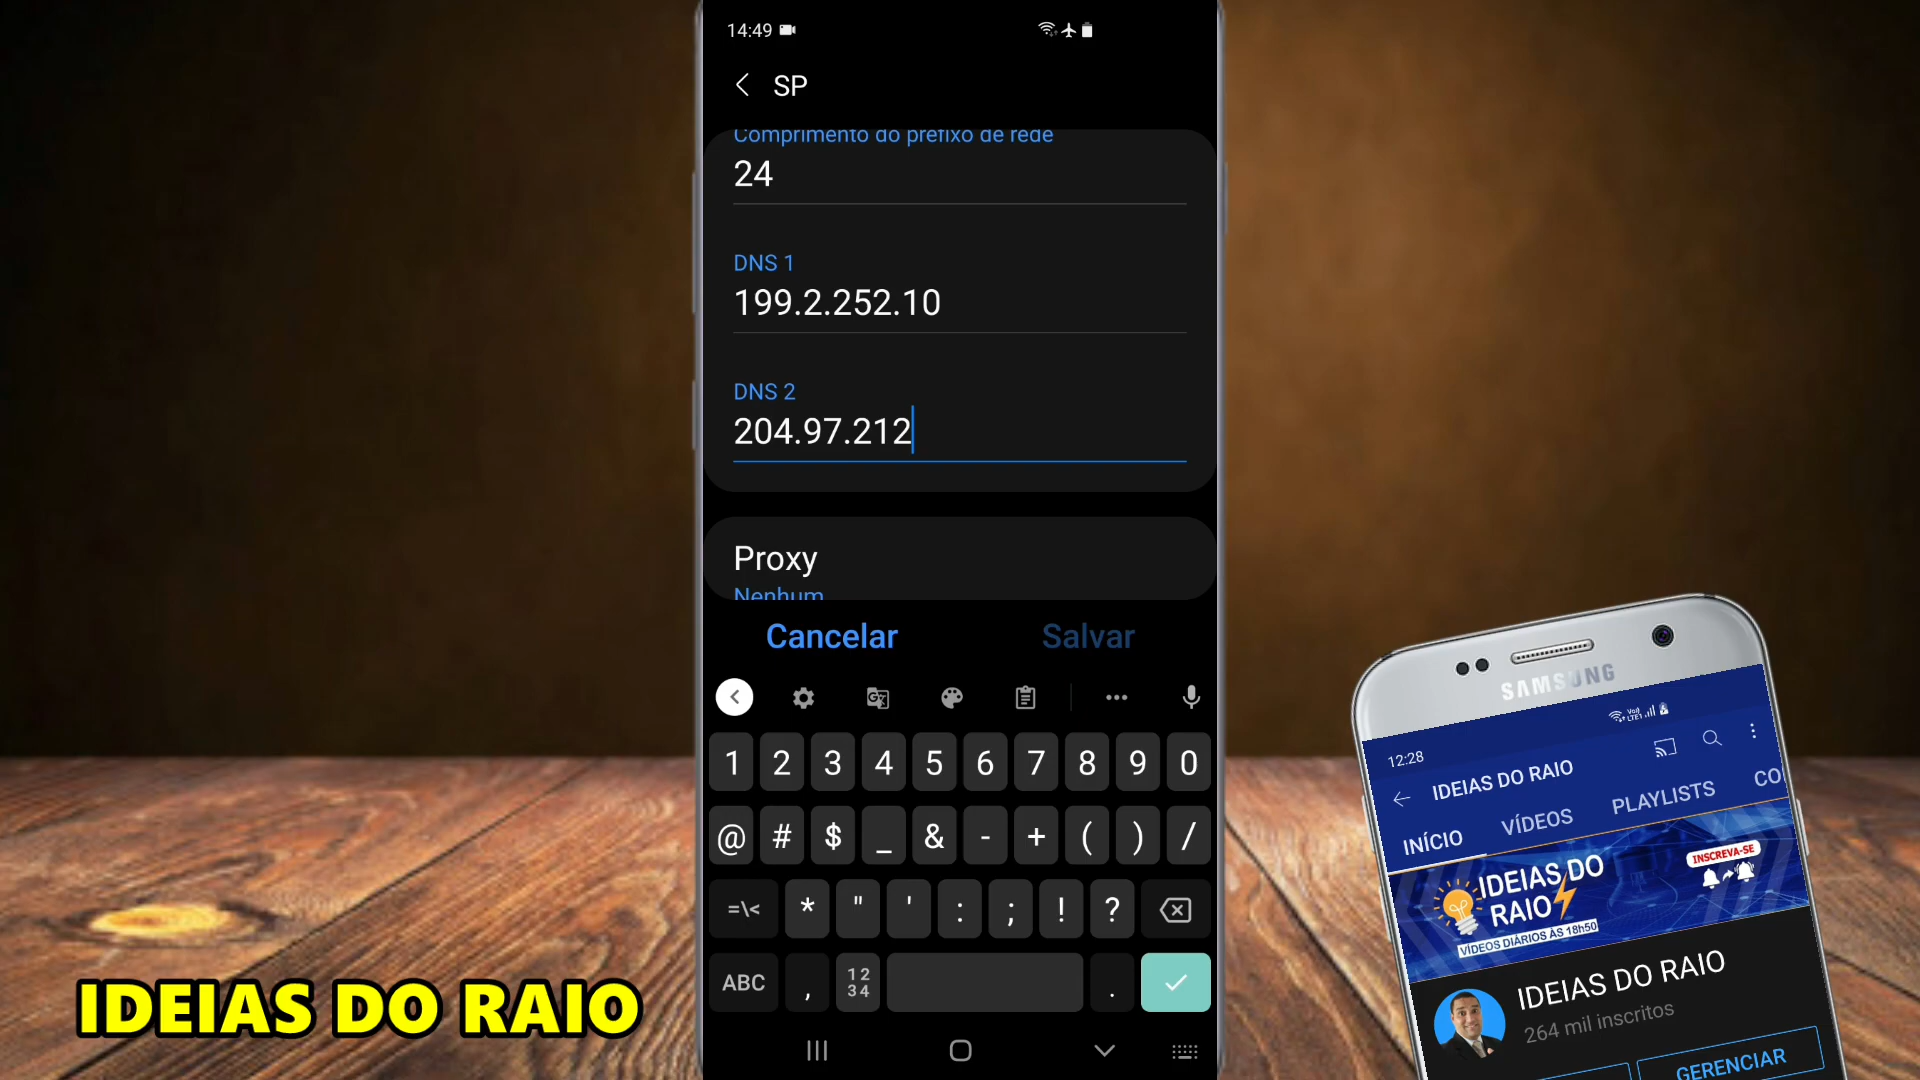 14:49
SP
Comprimento do prefixo de rede
24
DNS 1
199.2.252.10
DNS 2
204.97.212
Proxy
Nenhum
Cancelar
Salvar
1 2 3 4 5 6 7 8 9 0
@ # $ _ & - + ( ) /
=\< * " ' : ; ! ?
ABC , 12 34 .
IDEIAS DO RAIO
SAMSUNG
12:28
IDEIAS DO RAIO
INÍCIO VÍDEOS PLAYLISTS CO
IDEIAS DO
RAIO
INSCREVA-SE
VÍDEOS DIÁRIOS ÀS 18h50
IDEIAS DO RAIO
264 mil inscritos
GERENCIAR